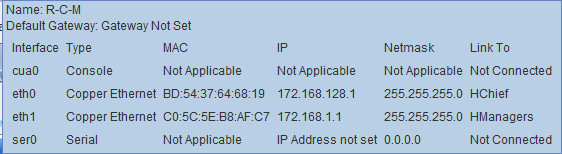 Name: R-C-M
Default Gateway: Gateway Not Set
Interface Type MAC IP Netmask Link To
cua0 Console Not Applicable Not Applicable Not Applicable Not Connected
eth0 Copper Ethernet BD:54:37:64:68:19 172.168.128.1 255.255.255.0 HChief
eth1 Copper Ethernet C0:5C:5E:B8:AF:C7 172.168.1.1 255.255.255.0 HManagers
ser0 Serial Not Applicable IP Address not set 0.0.0.0 Not Connected